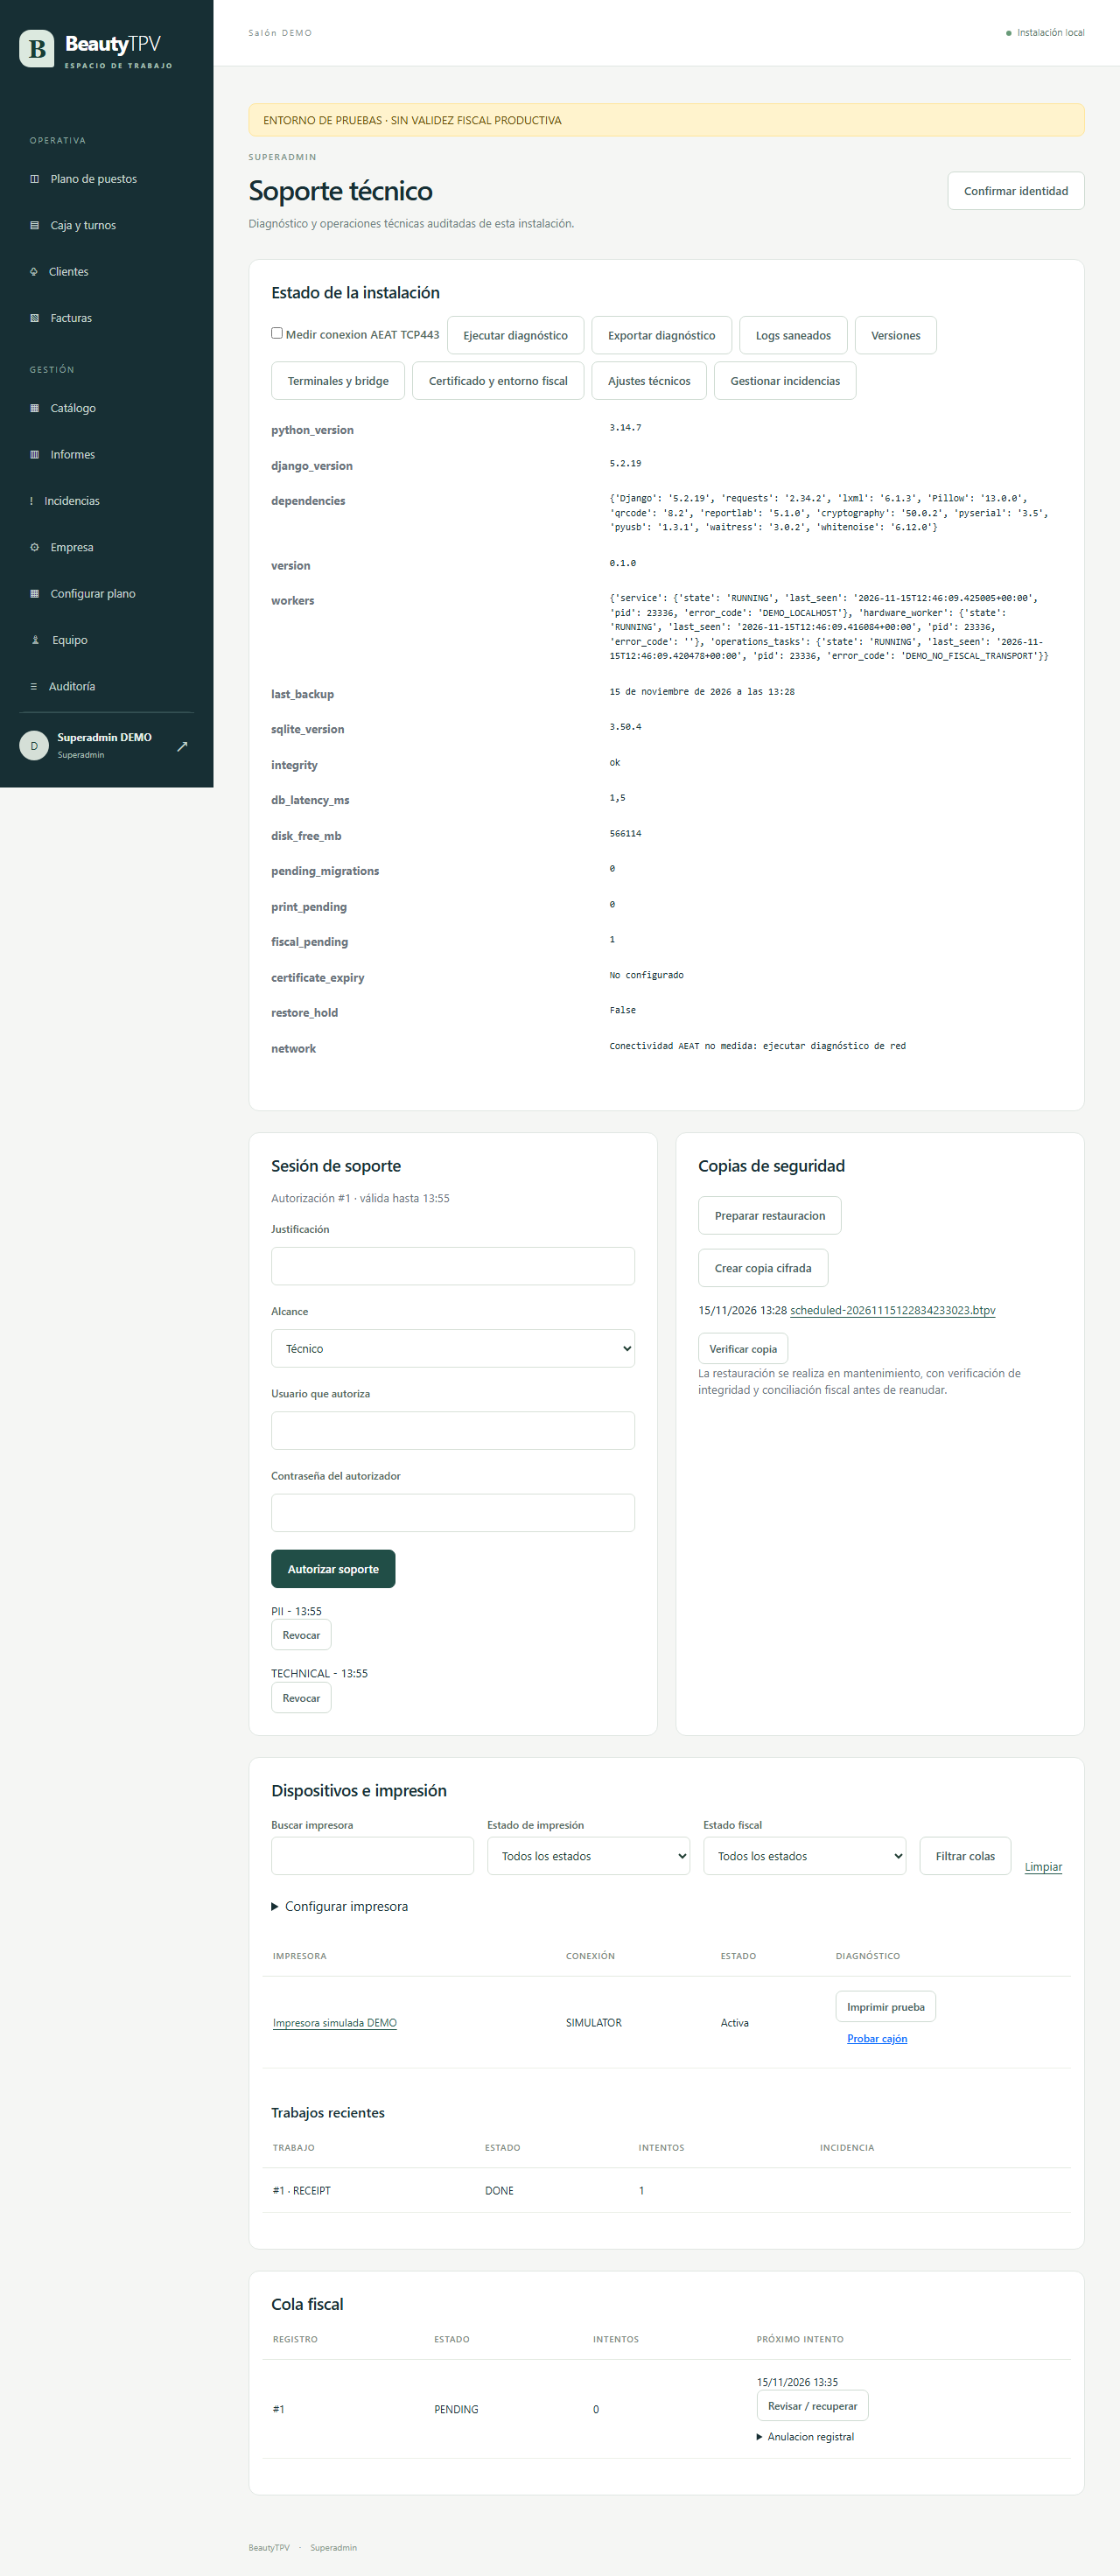 B BeautyTPV
ESPACIO DE TRABAJO
OPERATIVA
Plano de puestos
Caja y turnos
Clientes
Facturas
GESTIÓN
Catálogo
Informes
! Incidencias
Empresa
Configurar plano
Equipo
Auditoría
D
Superadmin DEMO
Superadmin
Salón DEMO
Instalación local
ENTORNO DE PRUEBAS · SIN VALIDEZ FISCAL PRODUCTIVA
SUPERADMIN
Soporte técnico
Confirmar identidad
Diagnóstico y operaciones técnicas auditadas de esta instalación.
Estado de la instalación
Medir conexion AEAT TCP443 Ejecutar diagnóstico Exportar diagnóstico Logs saneados Versiones
Terminales y bridge Certificado y entorno fiscal Ajustes técnicos Gestionar incidencias
python_version 3.14.7
django_version 5.2.19
dependencies {'Django': '5.2.19', 'requests': '2.34.2', 'lxml': '6.1.3', 'Pillow': '13.0.0',
'qrcode': '8.2', 'reportlab': '5.1.0', 'cryptography': '50.0.2', 'pyserial': '3.5',
'pyusb': '1.3.1', 'waitress': '3.0.2', 'whitenoise': '6.12.0'}
version 0.1.0
workers {'service': {'state': 'RUNNING', 'last_seen': '2026-11-15T12:46:09.425005+00:00',
'pid': 23336, 'error_code': 'DEMO_LOCALHOST'}, 'hardware_worker': {'state':
'RUNNING', 'last_seen': '2026-11-15T12:46:09.416084+00:00', 'pid': 23336,
'error_code': ''}, 'operations_tasks': {'state': 'RUNNING', 'last_seen': '2026-11-
15T12:46:09.420478+00:00', 'pid': 23336, 'error_code': 'DEMO_NO_FISCAL_TRANSPORT'}}
last_backup 15 de noviembre de 2026 a las 13:28
sqlite_version 3.50.4
integrity ok
db_latency_ms 1,5
disk_free_mb 566114
pending_migrations 0
print_pending 0
fiscal_pending 1
certificate_expiry No configurado
restore_hold False
network Conectividad AEAT no medida: ejecutar diagnóstico de red
Sesión de soporte
Autorización #1 · válida hasta 13:55
Justificación
Alcance
Técnico
Usuario que autoriza
Contraseña del autorizador
Autorizar soporte
PII - 13:55
Revocar
TECHNICAL - 13:55
Revocar
Copias de seguridad
Preparar restauracion
Crear copia cifrada
15/11/2026 13:28 scheduled-20261115122834233023.btpv
Verificar copia
La restauración se realiza en mantenimiento, con verificación de
integridad y conciliación fiscal antes de reanudar.
Dispositivos e impresión
Buscar impresora Estado de impresión Estado fiscal
Todos los estados Todos los estados Filtrar colas Limpiar
Configurar impresora
IMPRESORA CONEXIÓN ESTADO DIAGNÓSTICO
Impresora simulada DEMO SIMULATOR Activa Imprimir prueba
Probar cajón
Trabajos recientes
TRABAJO ESTADO INTENTOS INCIDENCIA
#1 · RECEIPT DONE 1
Cola fiscal
REGISTRO ESTADO INTENTOS PRÓXIMO INTENTO
#1 PENDING 0 15/11/2026 13:35
Revisar / recuperar
Anulacion registral
BeautyTPV · Superadmin